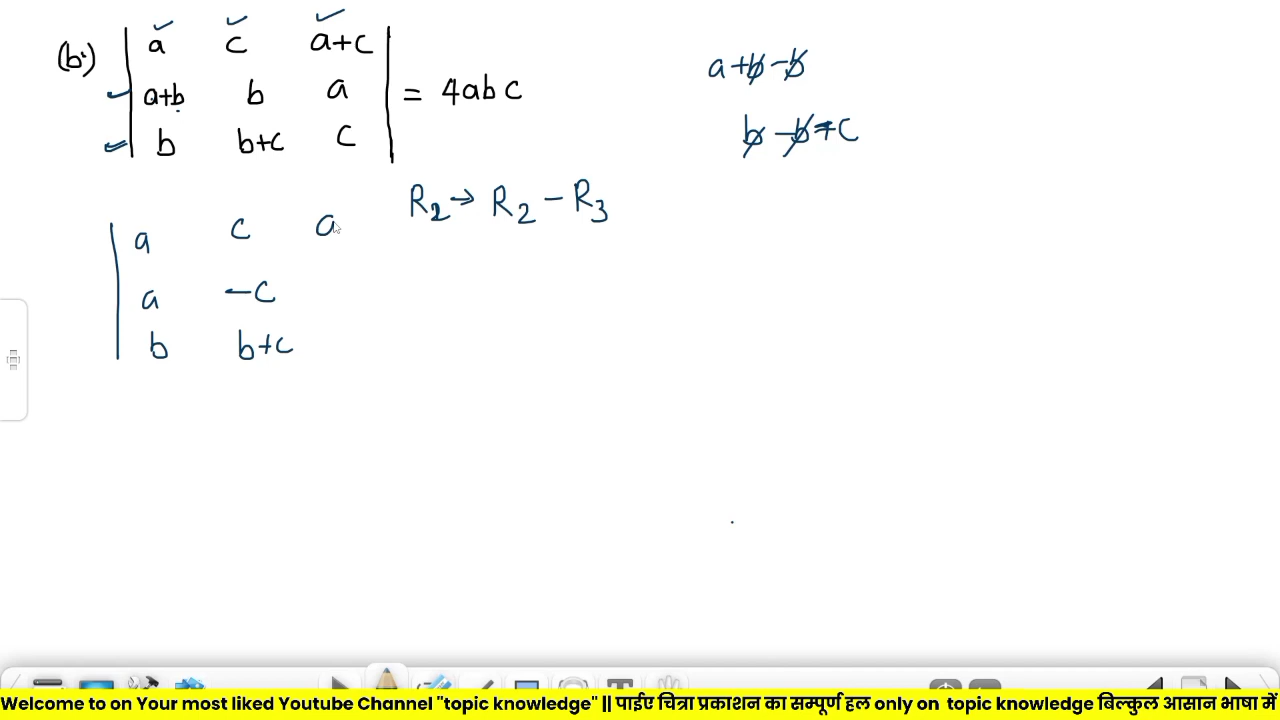 (b) | a c a+c |
| a+b b a | = 4abc
| b b+c c |
a+b-b
b-b-c
R2 → R2 - R3
| a c a
| a -c
| b b+c
Welcome to on Your most liked Youtube Channel "topic knowledge" || पाईए चित्रा प्रकाशन का सम्पूर्ण हल only on topic knowledge बिल्कुल आसान भाषा में